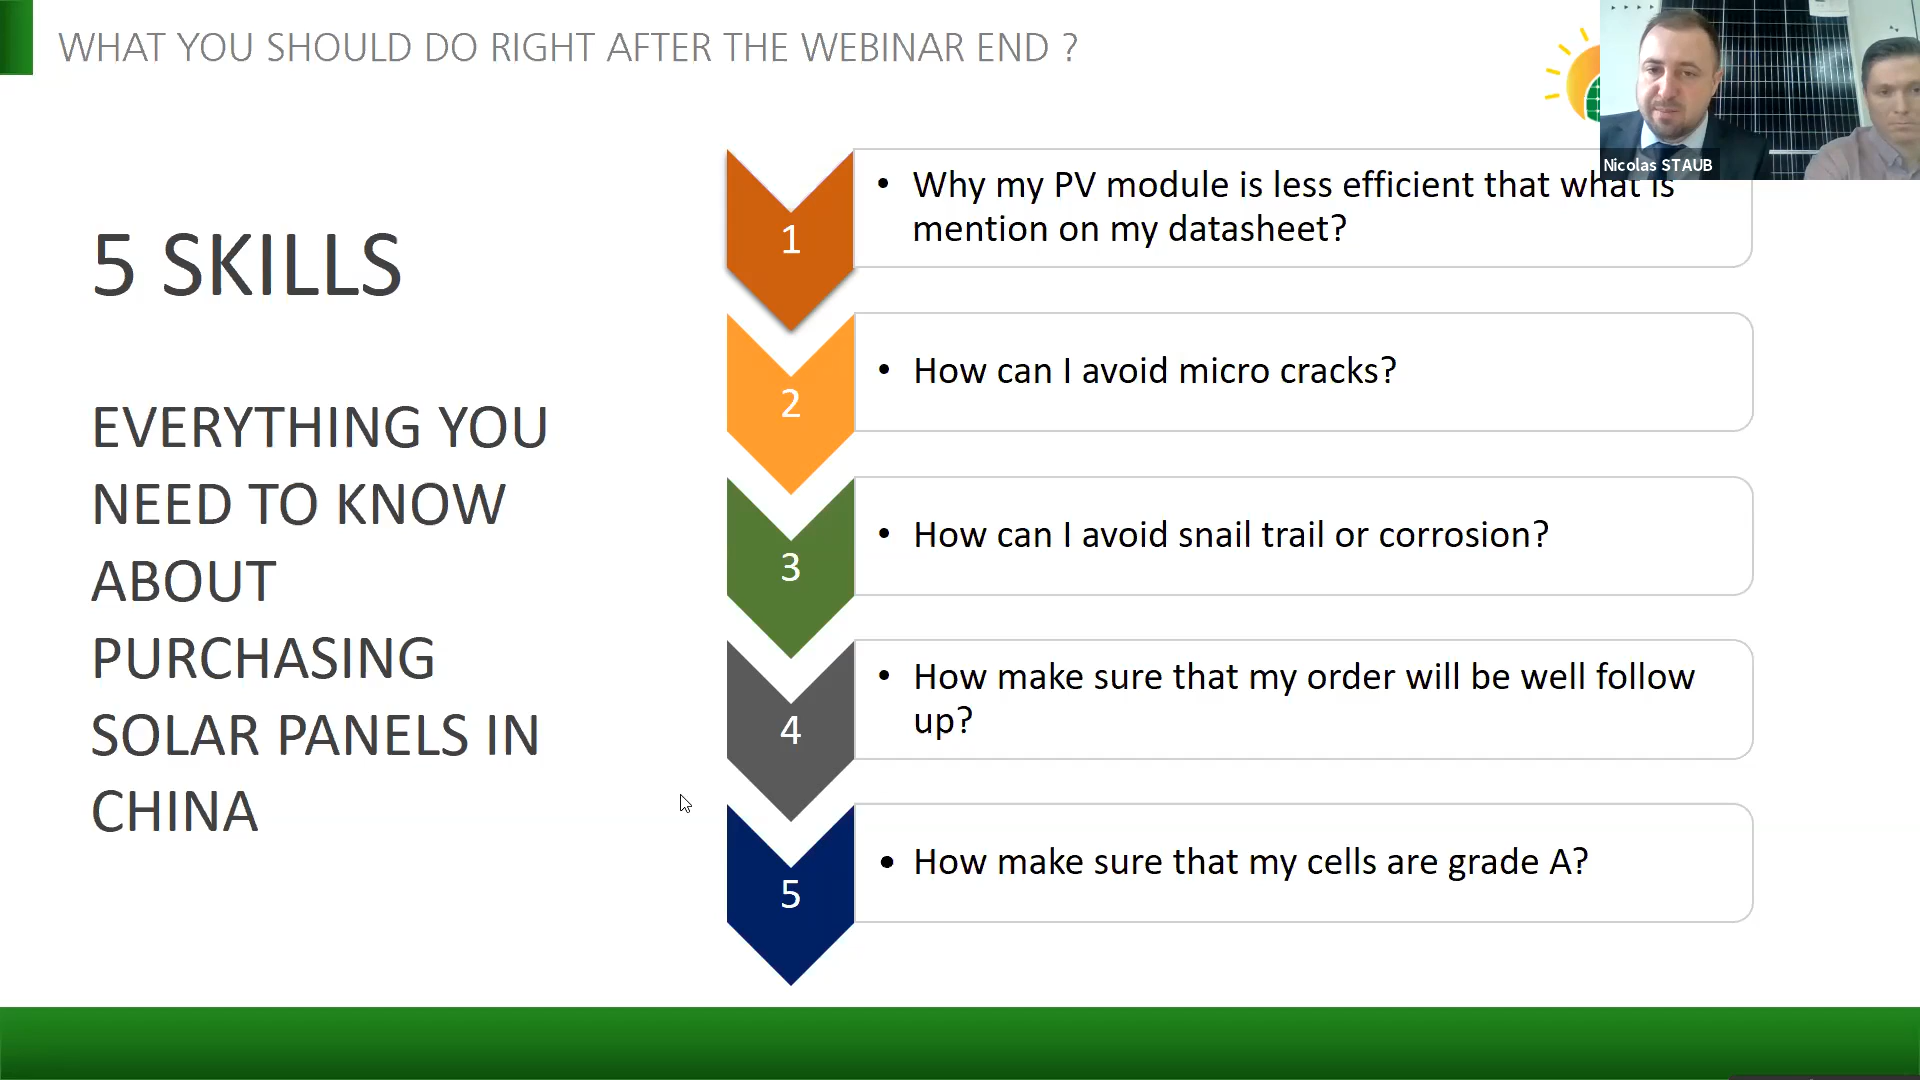 WHAT YOU SHOULD DO RIGHT AFTER THE WEBINAR END ?
Nicolas STAUB
5 SKILLS
EVERYTHING YOU
NEED TO KNOW
ABOUT
PURCHASING
SOLAR PANELS IN
CHINA
1
• Why my PV module is less efficient that what is
mention on my datasheet?
2
• How can I avoid micro cracks?
3
• How can I avoid snail trail or corrosion?
4
• How make sure that my order will be well follow
up?
5
• How make sure that my cells are grade A?